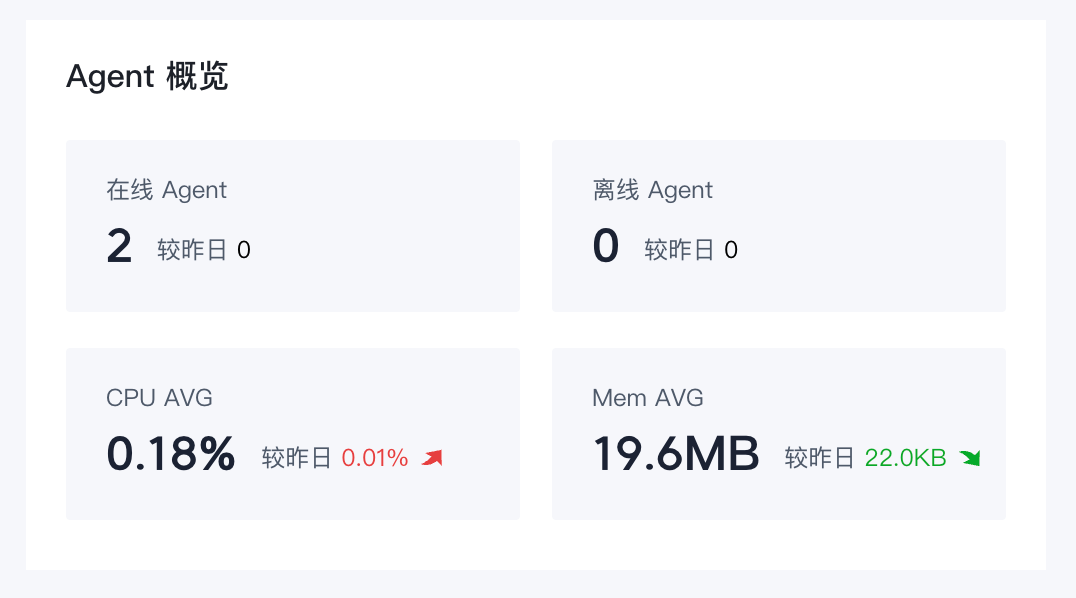 Agent 概览
在线 Agent
2 较昨日 0
离线 Agent
0 较昨日 0
CPU AVG
0.18% 较昨日 0.01%
Mem AVG
19.6MB 较昨日 22.0KB